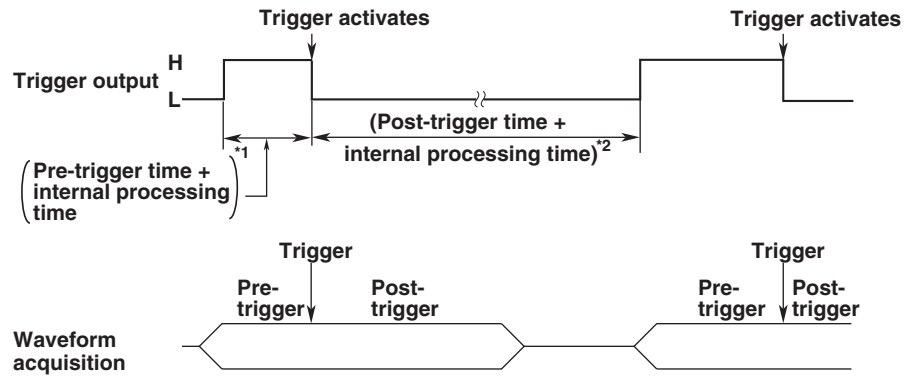 Trigger activates
Trigger activates
Trigger output
H
L
(Post-trigger time +
internal processing time)*2
*1
(Pre-trigger time +
internal processing
time)
Trigger
Trigger
Pre-
trigger
Post-
trigger
Pre-
trigger
Post-
trigger
Waveform
acquisition